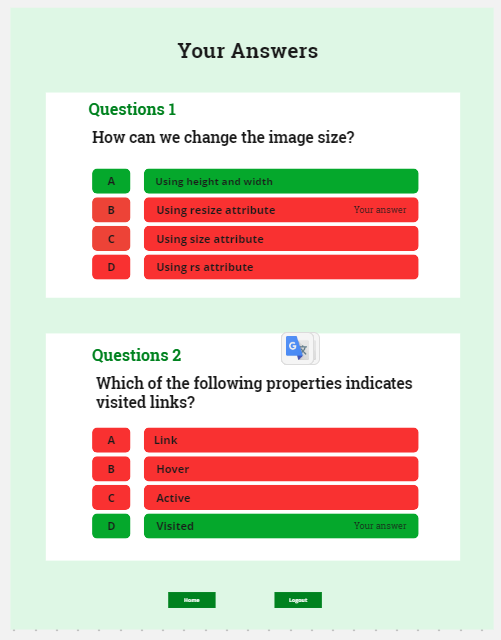 Your Answers
Questions 1
How can we change the image size?
A Using height and width
B Using resize attribute Your answer
C Using size attribute
D Using rs attribute
Questions 2
G 文
Which of the following properties indicates
visited links?
A Link
B Hover
C Active
D Visited Your answer
Home Logout